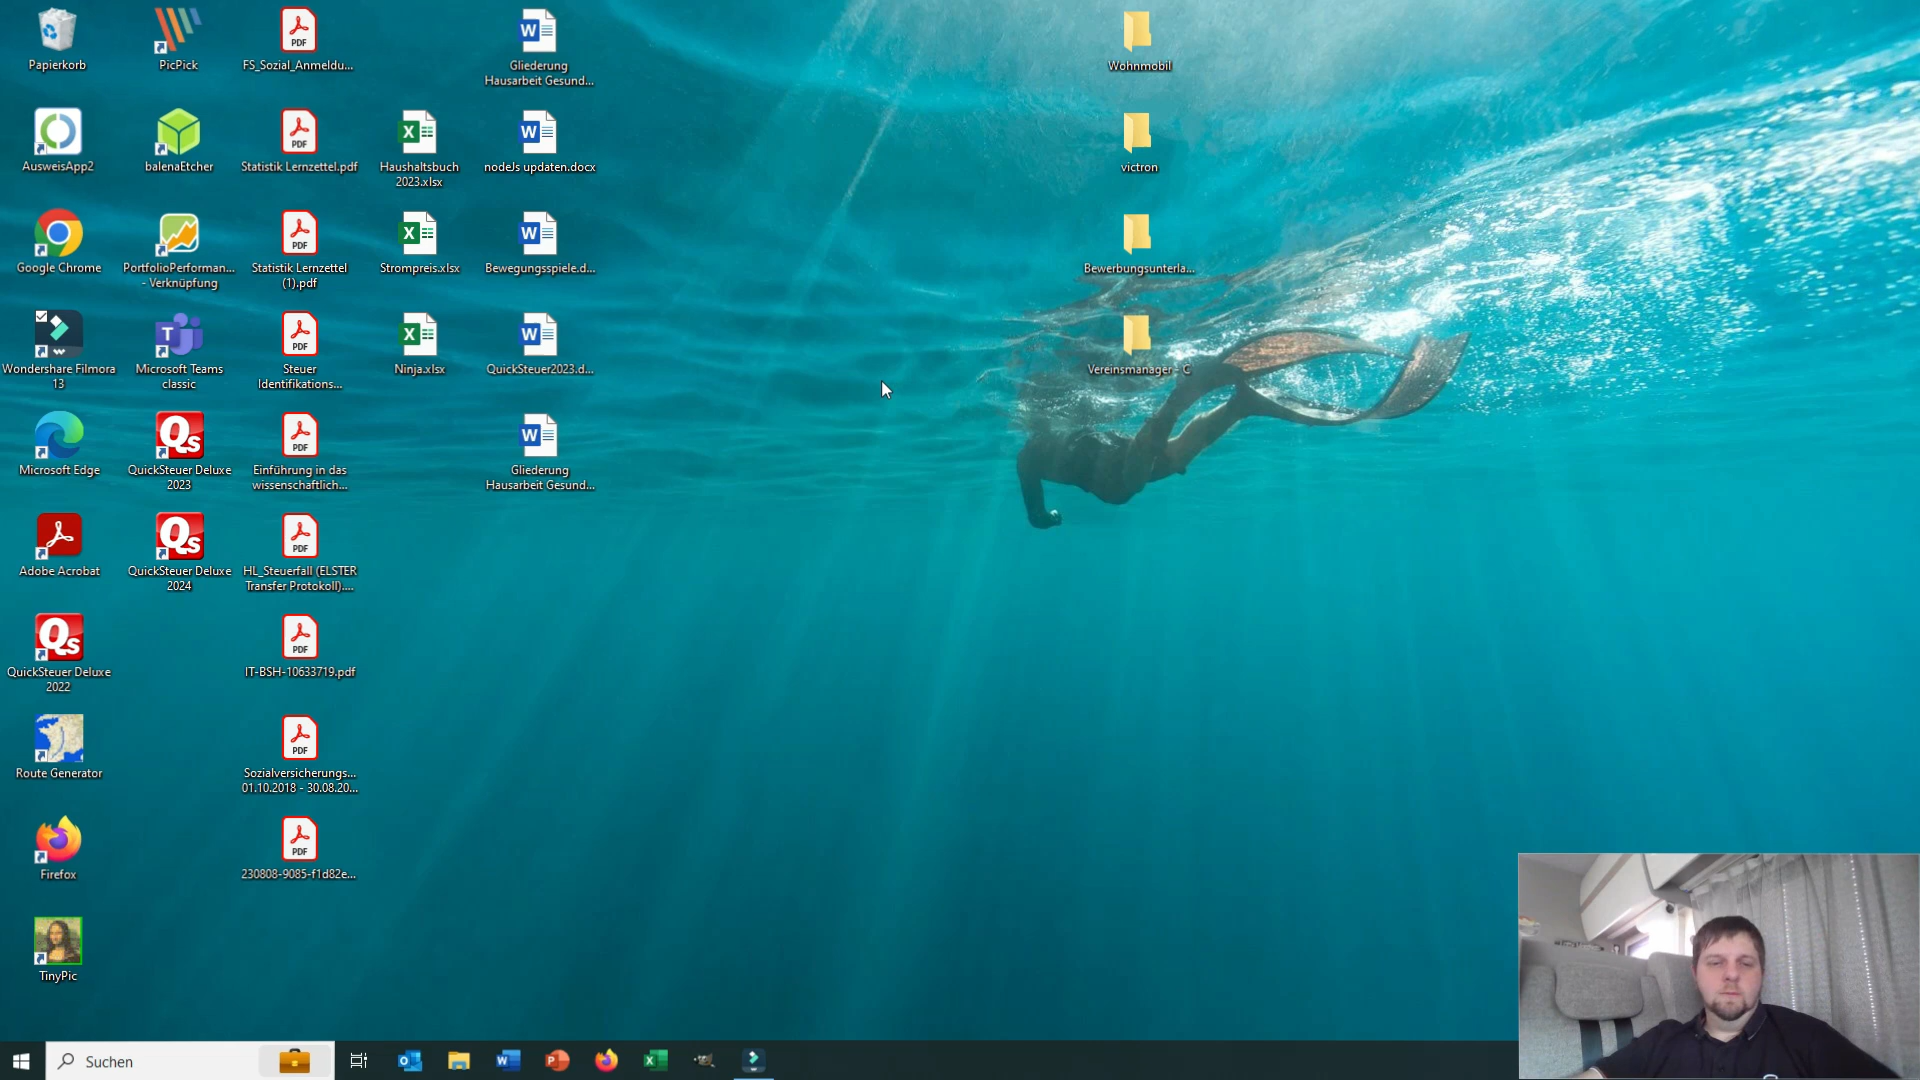 Papierkorb
PicPick
FS_Sozial_Anmeldu...
Gliederung
Hausarbeit Gesund...
Wohnmobil
AusweisApp2
balenaEtcher
Statistik Lernzettel.pdf
Haushaltsbuch
2023.xlsx
nodeJs updaten.docx
victron
Google Chrome
PortfolioPerforman...
- Verknüpfung
Statistik Lernzettel
(1).pdf
Strompreis.xlsx
Bewegungsspiele.d...
Bewerbungsunterla...
Wondershare Filmora
13
Microsoft Teams
classic
Steuer
Identifikations...
Ninja.xlsx
QuickSteuer2023.d...
Vereinsmanager - C
Microsoft Edge
QuickSteuer Deluxe
2023
Einführung in das
wissenschaftlich...
Gliederung
Hausarbeit Gesund...
Adobe Acrobat
QuickSteuer Deluxe
2024
HL_Steuerfall (ELSTER
Transfer Protokoll)....
QuickSteuer Deluxe
2022
IT-BSH-10633719.pdf
Route Generator
Sozialversicherungs...
01.10.2018 - 30.08.20...
Firefox
230808-9085-f1d82e...
TinyPic
Suchen